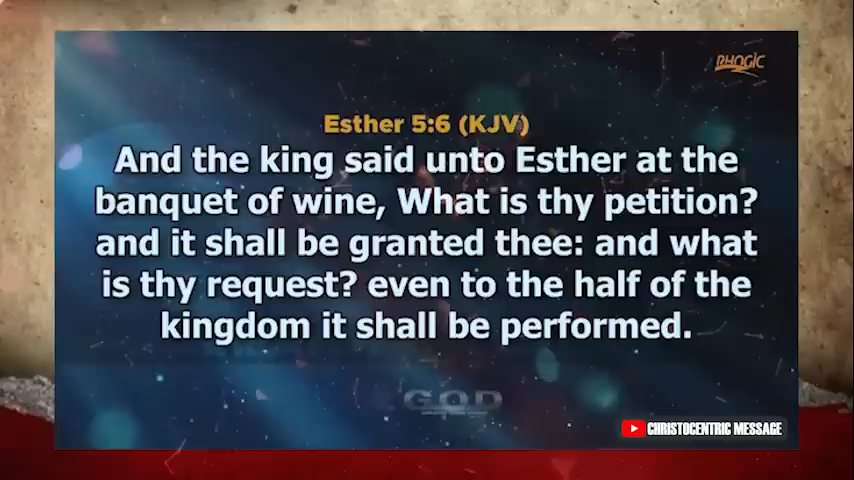 RHOGIC
Esther 5:6 (KJV)
And the king said unto Esther at the
banquet of wine, What is thy petition?
and it shall be granted thee: and what
is thy request? even to the half of the
kingdom it shall be performed.
GOD
CHRISTOCENTRIC MESSAGE